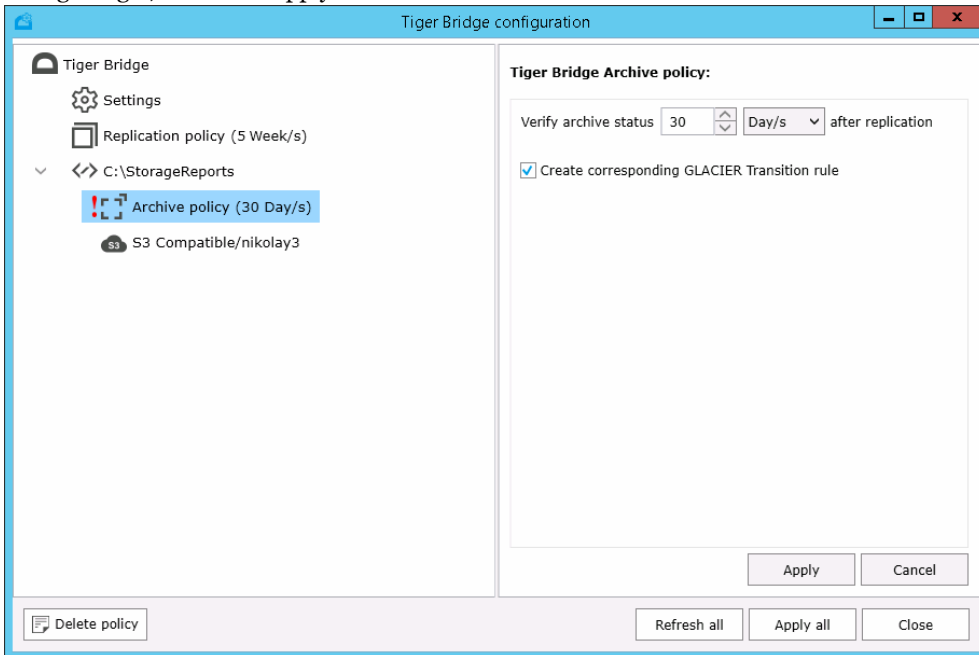 Tiger Bridge configuration
Tiger Bridge
Settings
Replication policy (5 Week/s)
C:\StorageReports
Archive policy (30 Day/s)
S3 S3 Compatible/nikolay3
Tiger Bridge Archive policy:
Verify archive status 30 Day/s after replication
Create corresponding GLACIER Transition rule
Apply Cancel
Delete policy Refresh all Apply all Close